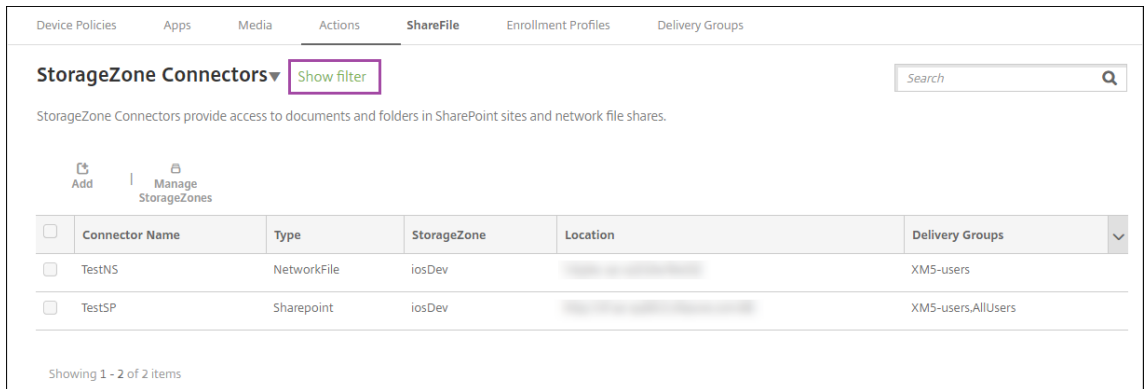 Device Policies Apps Media Actions ShareFile Enrollment Profiles Delivery Groups
StorageZone Connectors Show filter Search
StorageZone Connectors provide access to documents and folders in SharePoint sites and network file shares.
Add | Manage
StorageZones
Connector Name Type StorageZone Location Delivery Groups
TestNS NetworkFile iosDev XM5-users
TestSP Sharepoint iosDev XM5-users,AllUsers
Showing 1 - 2 of 2 items